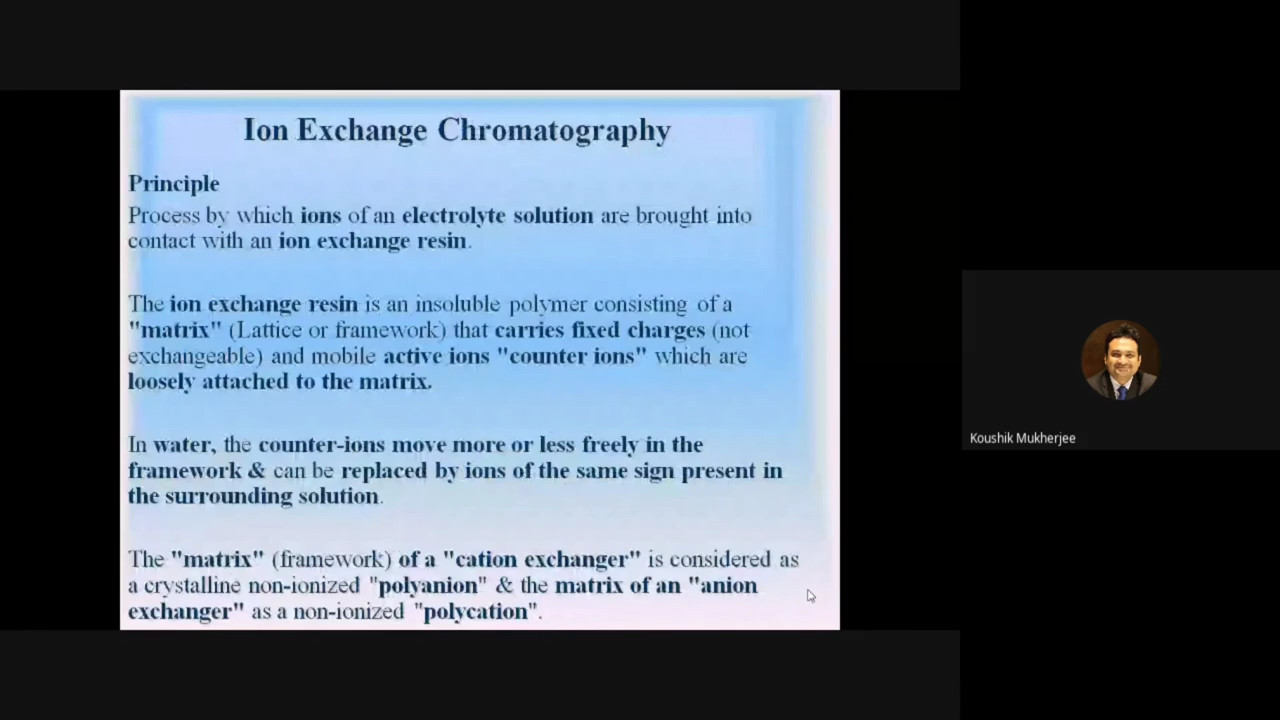 Ion Exchange Chromatography
Principle
Process by which ions of an electrolyte solution are brought into
contact with an ion exchange resin.
The ion exchange resin is an insoluble polymer consisting of a
"matrix" (Lattice or framework) that carries fixed charges (not
exchangeable) and mobile active ions "counter ions" which are
loosely attached to the matrix.
In water, the counter-ions move more or less freely in the
framework & can be replaced by ions of the same sign present in
the surrounding solution.
The "matrix" (framework) of a "cation exchanger" is considered as
a crystalline non-ionized "polyanion" & the matrix of an "anion
exchanger" as a non-ionized "polycation".
Koushik Mukherjee